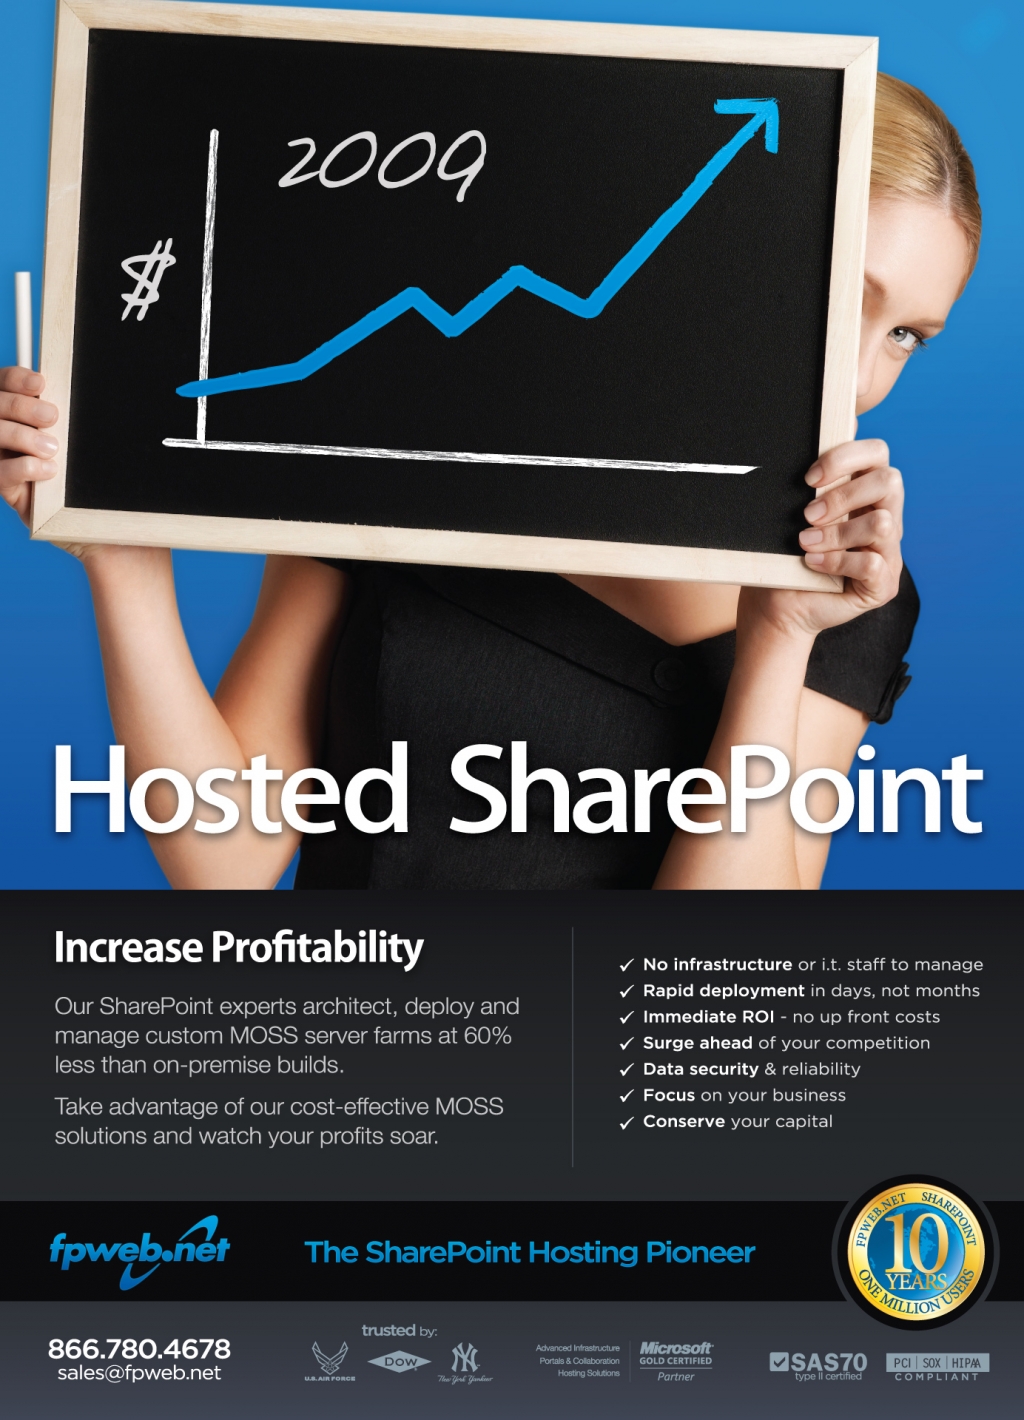 2009
$
Hosted SharePoint
Increase Profitability
Our SharePoint experts architect, deploy and
manage custom MOSS server farms at 60%
less than on-premise builds.
Take advantage of our cost-effective MOSS
solutions and watch your profits soar.
✓ No infrastructure or i.t. staff to manage
✓ Rapid deployment in days, not months
✓ Immediate ROI - no up front costs
✓ Surge ahead of your competition
✓ Data security & reliability
✓ Focus on your business
✓ Conserve your capital
fpweb.net
The SharePoint Hosting Pioneer
FPWEB.NET SHAREPOINT
10
YEARS
ONE MILLION USERS
866.780.4678
sales@fpweb.net
trusted by:
U.S. AIR FORCE
DOW
NY
New York Yankees
Advanced Infrastructure
Portals & Collaboration
Hosting Solutions
Microsoft
GOLD CERTIFIED
Partner
SAS70
type II certified
PCI | SOX | HIPAA
COMPLIANT